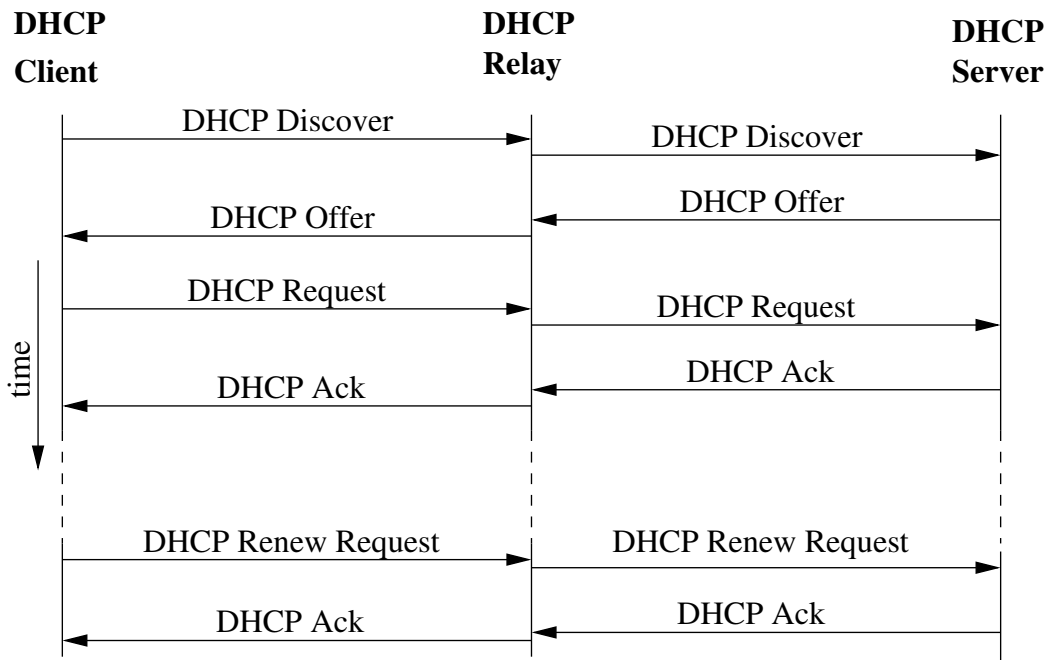 DHCP
Client
DHCP
Relay
DHCP
Server
DHCP Discover
DHCP Discover
DHCP Offer
DHCP Offer
DHCP Request
DHCP Request
time
DHCP Ack
DHCP Ack
DHCP Renew Request
DHCP Renew Request
DHCP Ack
DHCP Ack